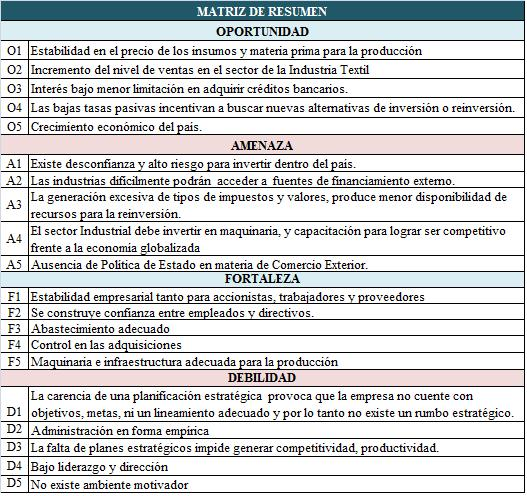 MATRIZ DE RESUMEN
OPORTUNIDAD
O1 Estabilidad en el precio de los insumos y materia prima para la producción
O2 Incremento del nivel de ventas en el sector de la Industria Textil
O3 Interés bajo menor limitación en adquirir créditos bancarios.
O4 Las bajas tasas pasivas incentivan a buscar nuevas alternativas de inversión o reinversión.
O5 Crecimiento económico del país.
AMENAZA
A1 Existe desconfianza y alto riesgo para invertir dentro del país.
A2 Las industrias difícilmente podrán acceder a fuentes de financiamiento externo.
A3 La generación excesiva de tipos de impuestos y valores, produce menor disponibilidad de
recursos para la reinversión.
A4 El sector Industrial debe invertir en maquinaria, y capacitación para lograr ser competitivo
frente a la economía globalizada
A5 Ausencia de Política de Estado en materia de Comercio Exterior.
FORTALEZA
F1 Estabilidad empresarial tanto para accionistas, trabajadores y proveedores
F2 Se construye confianza entre empleados y directivos.
F3 Abastecimiento adecuado
F4 Control en las adquisiciones
F5 Maquinaria e infraestructura adecuada para la producción
DEBILIDAD
D1 La carencia de una planificación estratégica provoca que la empresa no cuente con
objetivos, metas, ni un lineamiento adecuado y por lo tanto no existe un rumbo estratégico.
D2 Administración en forma empírica
D3 La falta de planes estratégicos impide generar competitividad, productividad.
D4 Bajo liderazgo y dirección
D5 No existe ambiente motivador